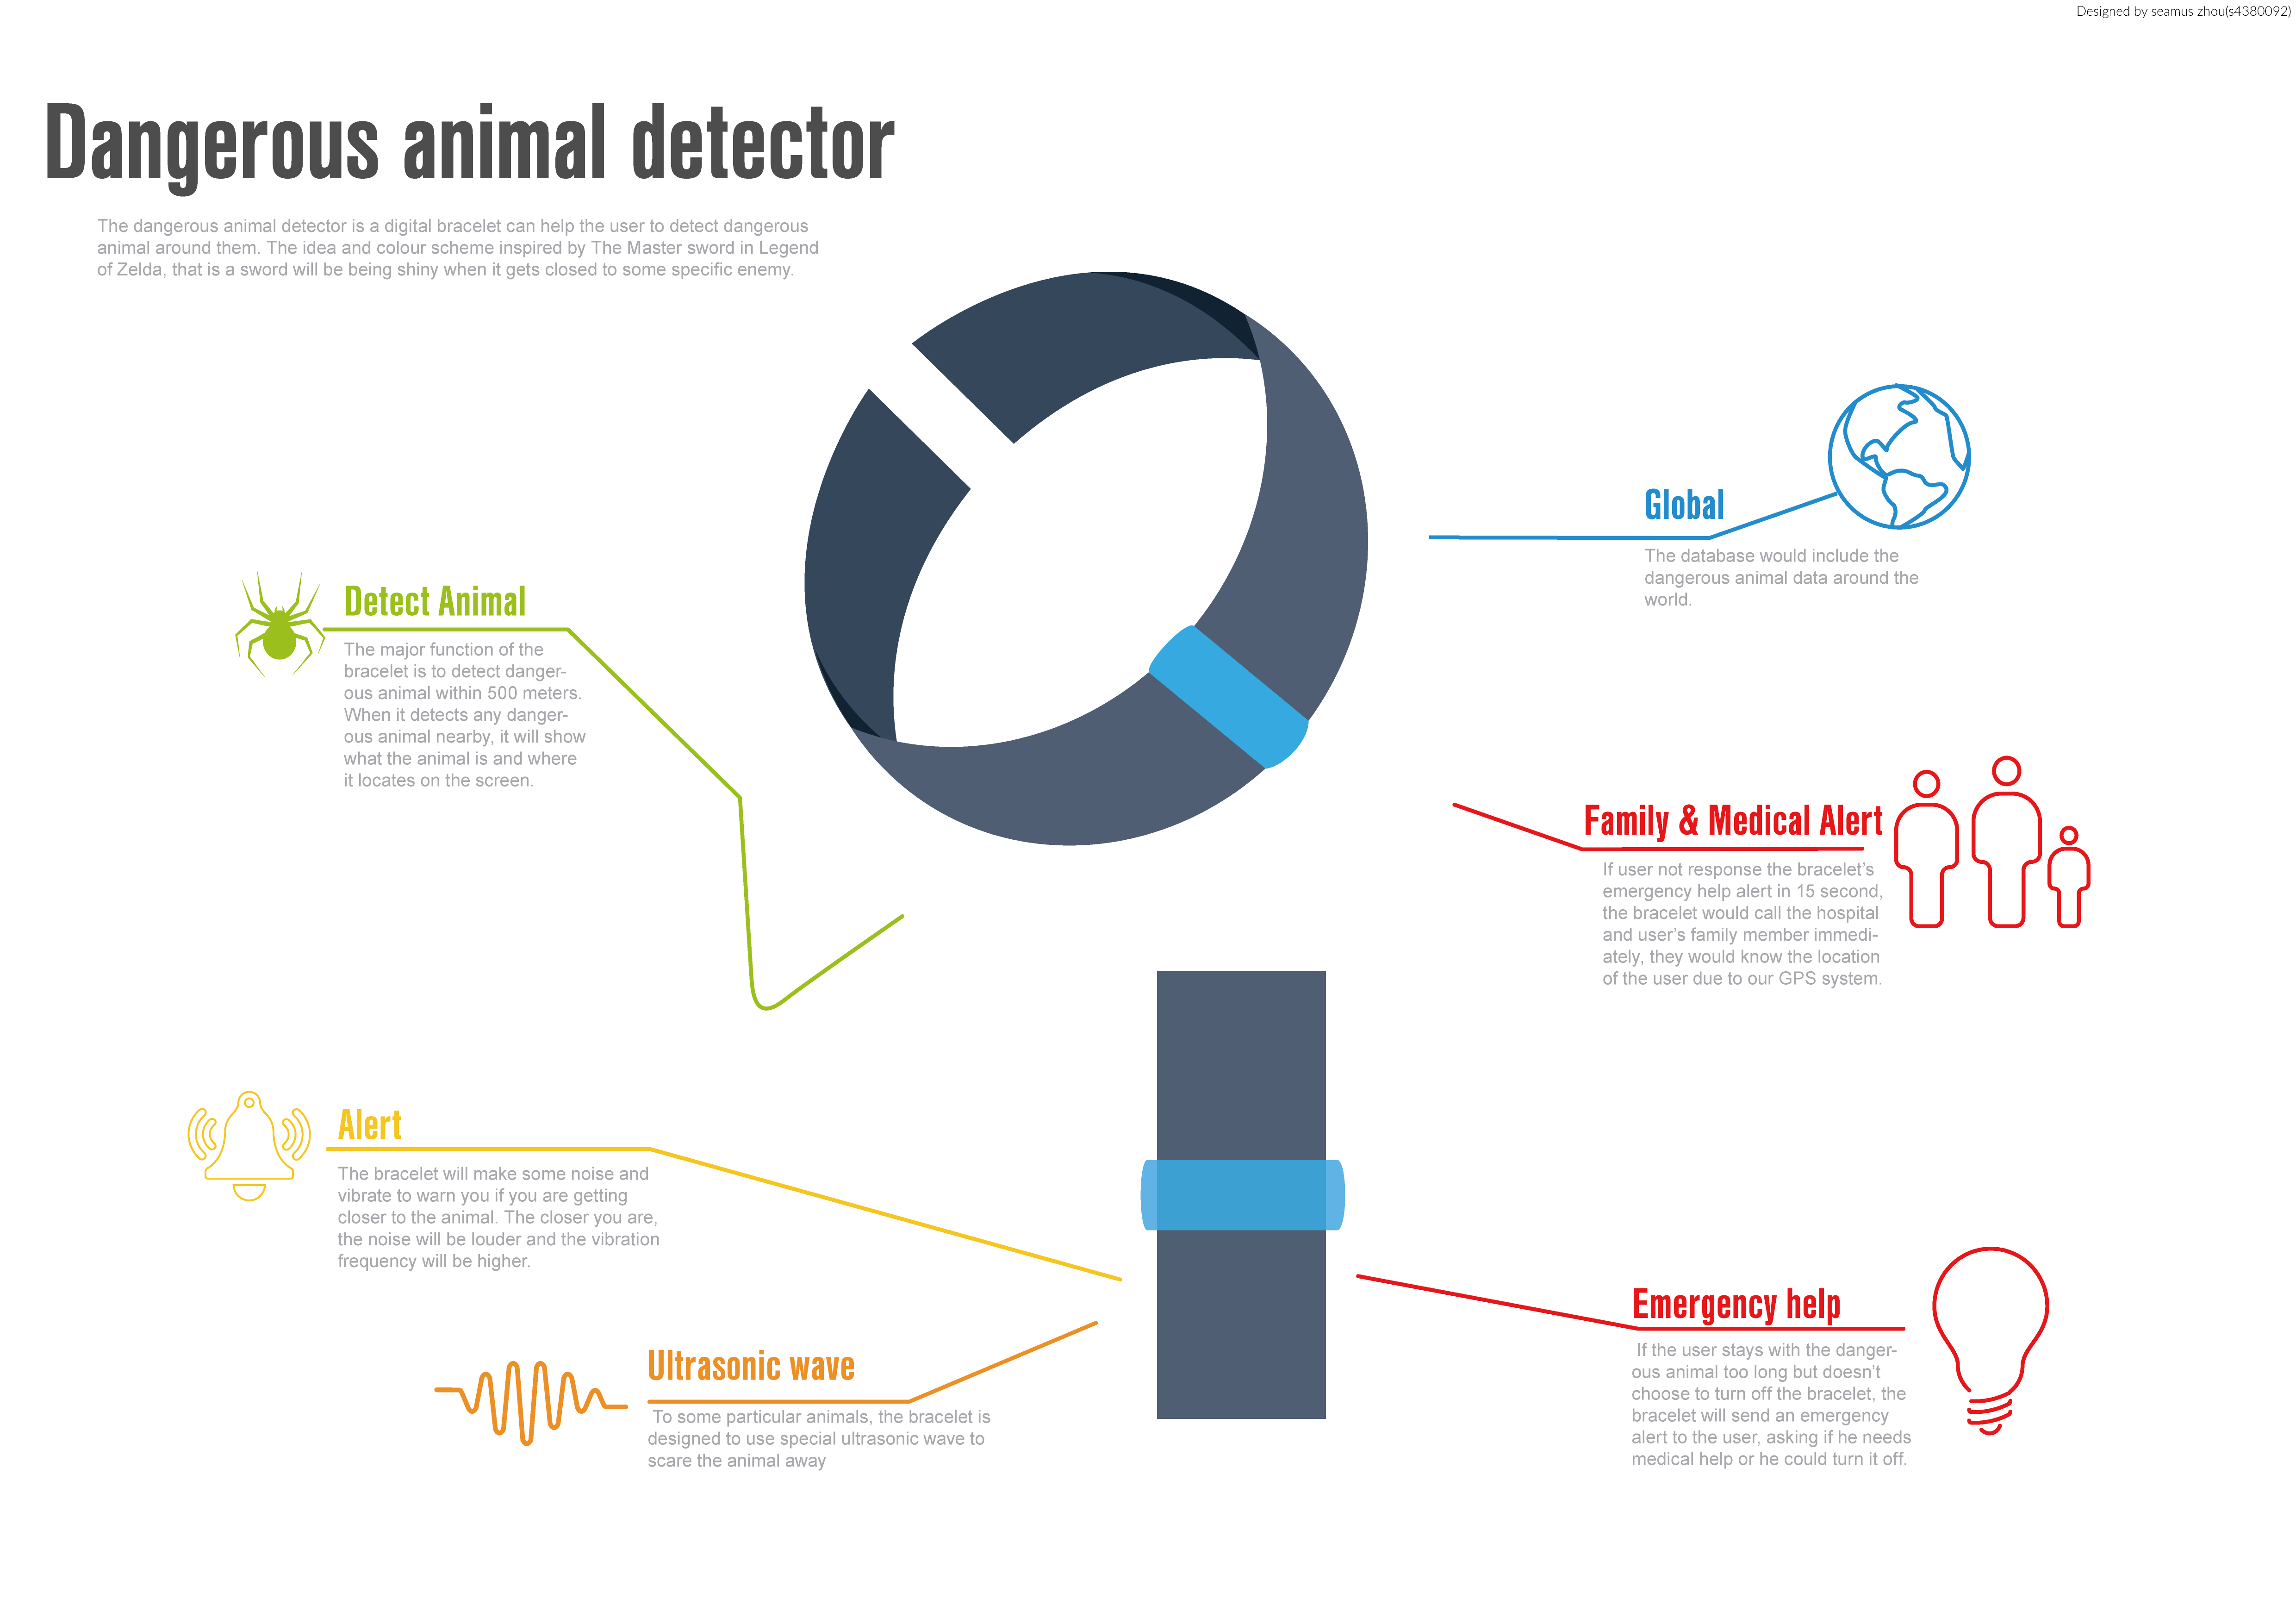 Designed by seamus zhou(s4380092)
Dangerous animal detector
The dangerous animal detector is a digital bracelet can help the user to detect dangerous
animal around them. The idea and colour scheme inspired by The Master sword in Legend
of Zelda, that is a sword will be being shiny when it gets closed to some specific enemy.
Global
The database would include the
dangerous animal data around the
world.
Detect Animal
The major function of the
bracelet is to detect danger-
ous animal within 500 meters.
When it detects any danger-
ous animal nearby, it will show
what the animal is and where
it locates on the screen.
Family & Medical Alert
If user not response the bracelet's
emergency help alert in 15 second,
the bracelet would call the hospital
and user's family member immedi-
ately, they would know the location
of the user due to our GPS system.
Alert
The bracelet will make some noise and
vibrate to warn you if you are getting
closer to the animal. The closer you are,
the noise will be louder and the vibration
frequency will be higher.
Ultrasonic wave
To some particular animals, the bracelet is
designed to use special ultrasonic wave to
scare the animal away
Emergency help
If the user stays with the danger-
ous animal too long but doesn't
choose to turn off the bracelet, the
bracelet will send an emergency
alert to the user, asking if he needs
medical help or he could turn it off.